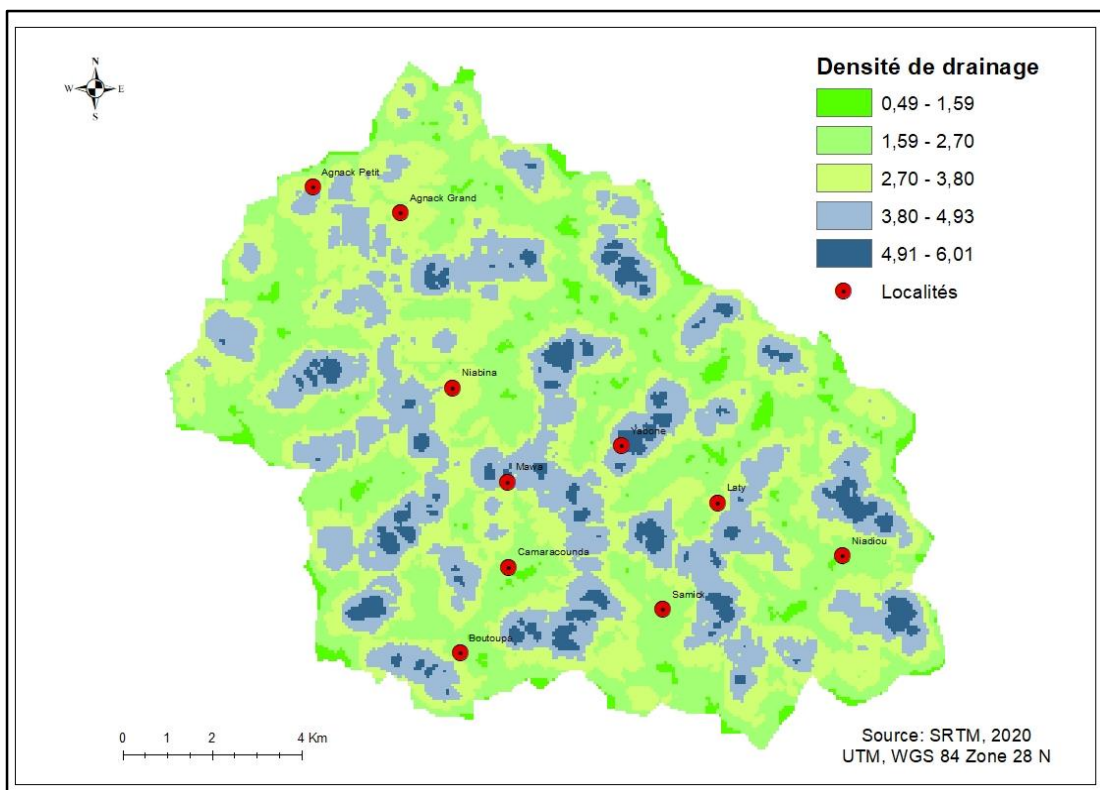 N
W E
S
Densité de drainage
0,49 - 1,59
1,59 - 2,70
2,70 - 3,80
3,80 - 4,93
4,91 - 6,01
Localités
Agnack Petit
Agnack Grand
Niabina
Yabone
Mawa
Laty
Niadiou
Camaracounda
Samick
Boutoupa
0 1 2 4 Km
Source: SRTM, 2020
UTM, WGS 84 Zone 28 N